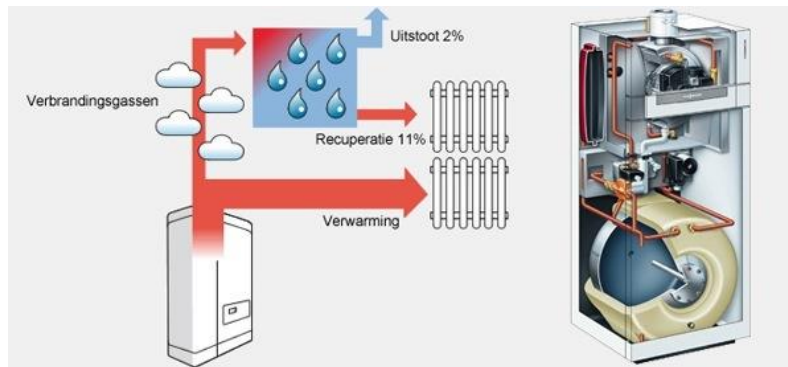 Uitstoot 2%
Verbrandingsgassen
Recuperatie 11%
Verwarming